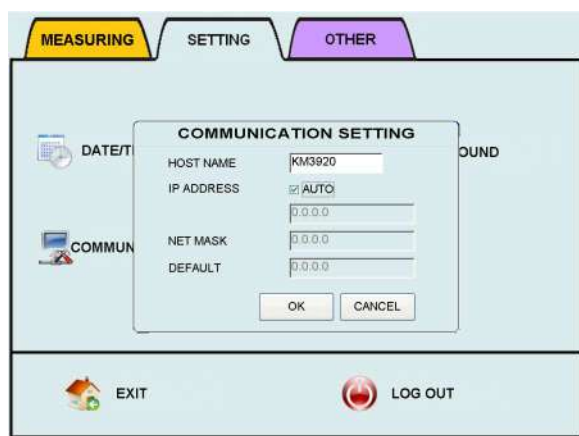 MEASURING SETTING OTHER
COMMUNICATION SETTING
DATE/TI
OUND
HOST NAME KM3920
IP ADDRESS AUTO
0.0.0.0
COMMUN
NET MASK 0.0.0.0
DEFAULT 0.0.0.0
OK CANCEL
EXIT LOG OUT